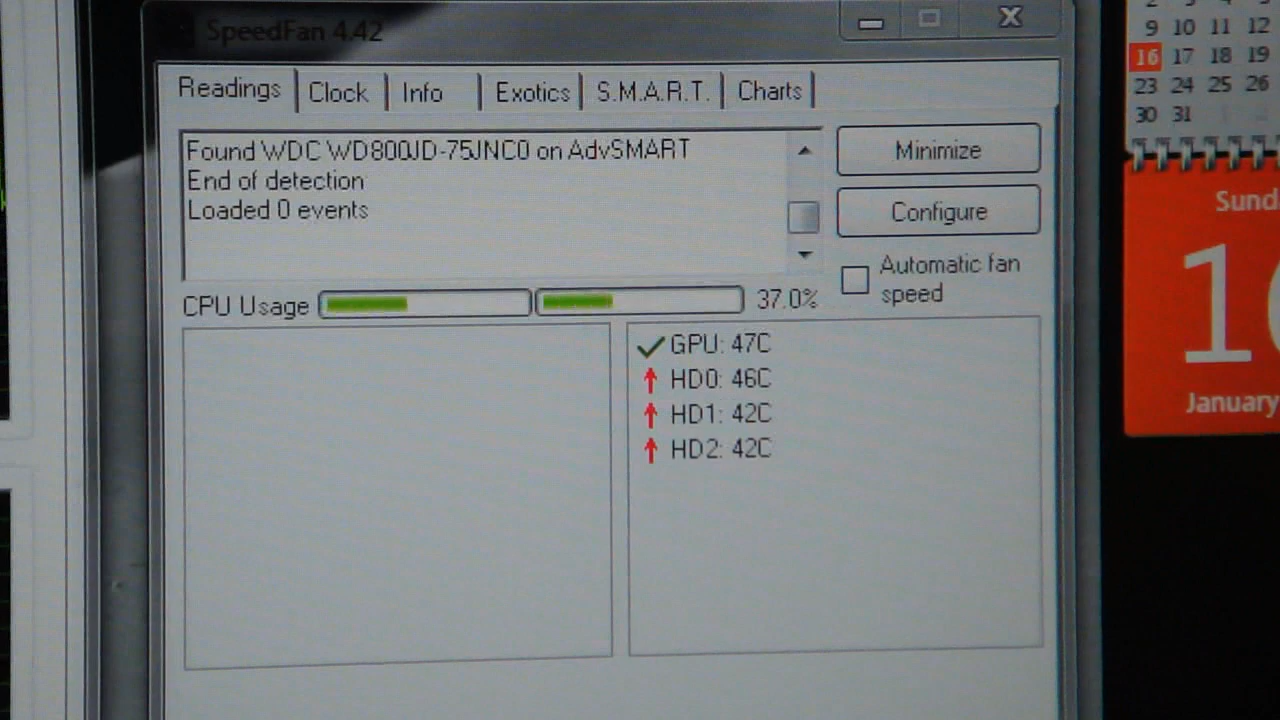 SpeedFan 4.42
Readings Clock Info Exotics S.M.A.R.T. Charts
Found WDC WD800JD-75JNC0 on AdvSMART
End of detection
Loaded 0 events
Minimize
Configure
Automatic fan
speed
CPU Usage 37.0%
GPU: 47C
HD0: 46C
HD1: 42C
HD2: 42C
9 10 11 12
16 17 18 19
23 24 25 26
30 31
January